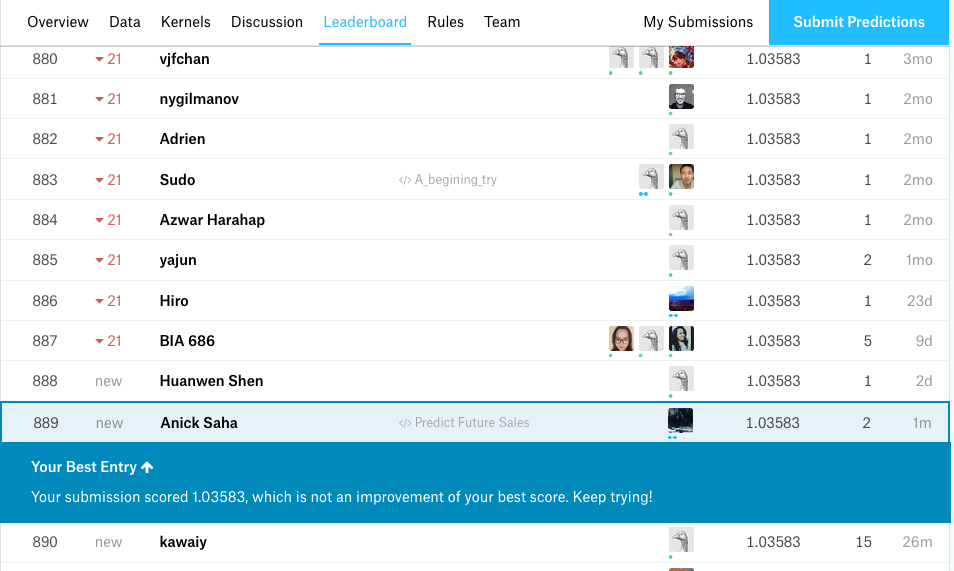 Overview Data Kernels Discussion Leaderboard Rules Team My Submissions Submit Predictions
880 21 vjfchan 1.03583 1 3mo
881 21 nygilmanov 1.03583 1 2mo
882 21 Adrien 1.03583 1 2mo
883 21 Sudo </> A_begining_try 1.03583 1 2mo
884 21 Azwar Harahap 1.03583 1 2mo
885 21 yajun 1.03583 2 1mo
886 21 Hiro 1.03583 1 23d
887 21 BIA 686 1.03583 5 9d
888 new Huanwen Shen 1.03583 1 2d
889 new Anick Saha </> Predict Future Sales 1.03583 2 1m
Your Best Entry
Your submission scored 1.03583, which is not an improvement of your best score. Keep trying!
890 new kawaiy 1.03583 15 26m